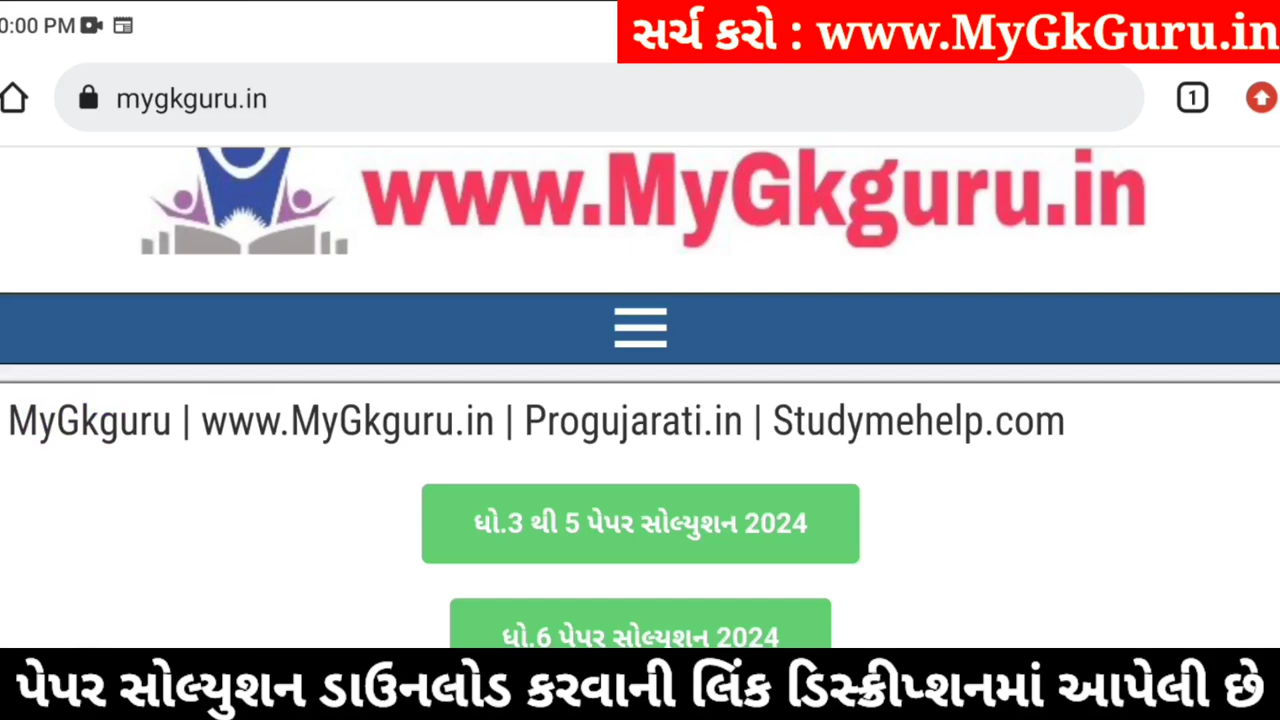 0:00 PM
સર્ચ કરો : www.MyGkGuru.in
mygkguru.in
1
www.MyGkguru.in
MyGkguru | www.MyGkguru.in | Progujarati.in | Studymehelp.com
ધો.3 થી 5 પેપર સોલ્યુશન 2024
ધો.6 પેપર સોલ્યુશન 2024
પેપર સોલ્યુશન ડાઉનલોડ કરવાની લિંક ડિસ્ક્રીપ્શનમાં આપેલી છે